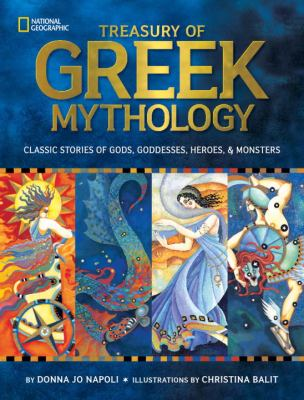 NATIONAL
GEOGRAPHIC
TREASURY OF
GREEK
MYTHOLOGY
CLASSIC STORIES OF GODS, GODDESSES, HEROES, & MONSTERS
BY DONNA JO NAPOLI ★ ILLUSTRATIONS BY CHRISTINA BALIT